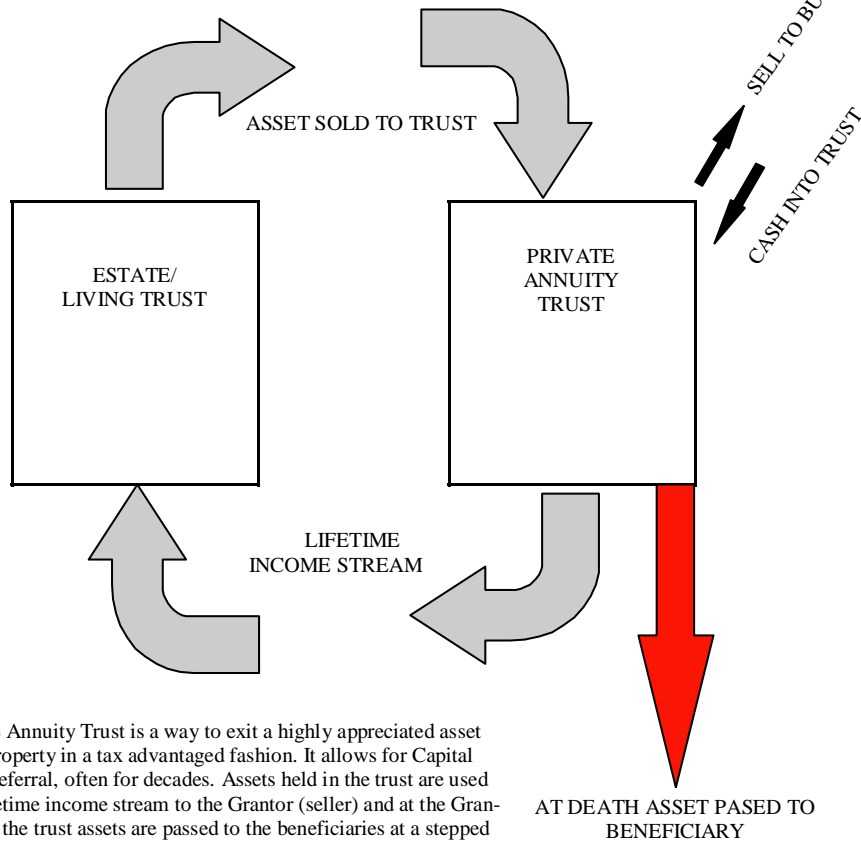 SELL TO BU
ASSET SOLD TO TRUST
CASH INTO TRUST
ESTATE/
LIVING TRUST
PRIVATE
ANNUITY
TRUST
LIFETIME
INCOME STREAM
Annuity Trust is a way to exit a highly appreciated asset
roperty in a tax advantaged fashion. It allows for Capital
eferral, often for decades. Assets held in the trust are used
etime income stream to the Grantor (seller) and at the Gran-
the trust assets are passed to the beneficiaries at a stepped
AT DEATH ASSET PASED TO
BENEFICIARY